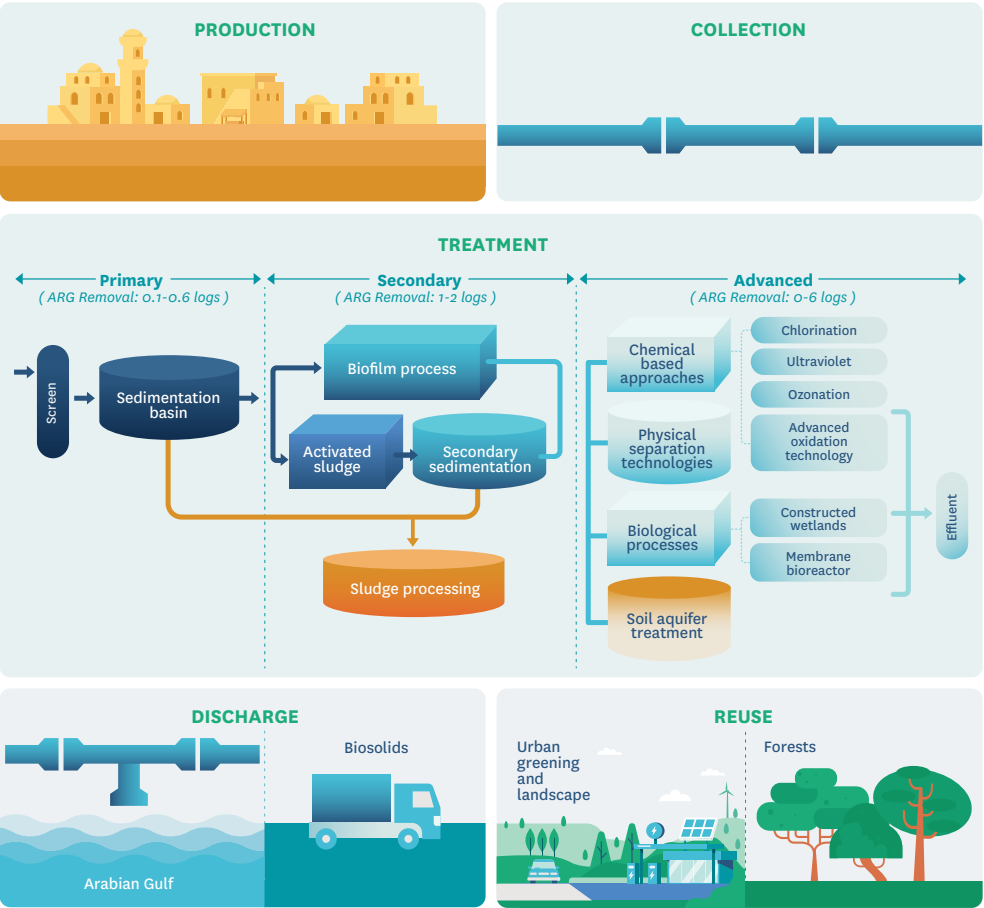 PRODUCTION
COLLECTION
TREATMENT
Primary
( ARG Removal: 0.1-0.6 logs )
Secondary
( ARG Removal: 1-2 logs )
Advanced
( ARG Removal: 0-6 logs )
Screen
Sedimentation
basin
Biofilm process
Activated
sludge
Secondary
sedimentation
Sludge processing
Chemical
based
approaches
Chlorination
Ultraviolet
Ozonation
Advanced
oxidation
technology
Physical
separation
technologies
Biological
processes
Constructed
wetlands
Membrane
bioreactor
Soil aquifer
treatment
Effluent
DISCHARGE
Arabian Gulf
Biosolids
REUSE
Urban
greening
and
landscape
Forests